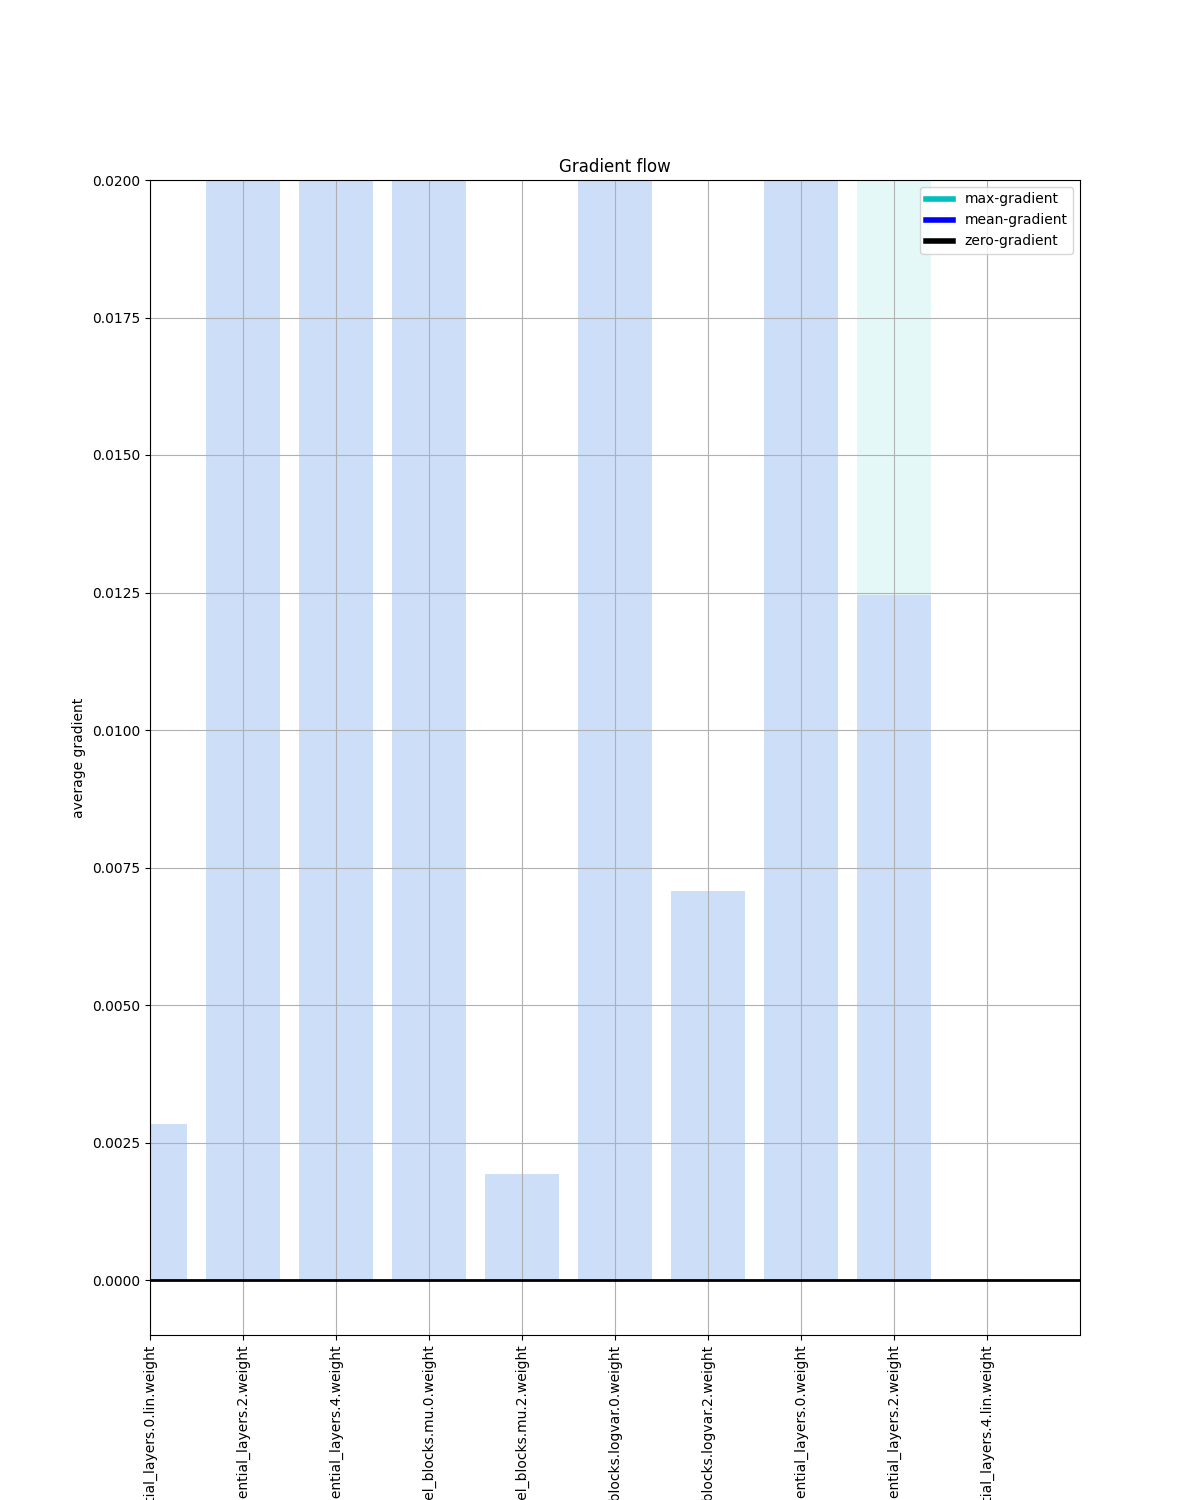 Gradient flow
max-gradient
mean-gradient
zero-gradient
0.0200
0.0175
0.0150
0.0125
0.0100
0.0075
0.0050
0.0025
0.0000
average gradient
tial_layers.0.lin.weight
ential_layers.2.weight
ential_layers.4.weight
el_blocks.mu.0.weight
el_blocks.mu.2.weight
blocks.logvar.0.weight
blocks.logvar.2.weight
ential_layers.0.weight
ential_layers.2.weight
tial_layers.4.lin.weight